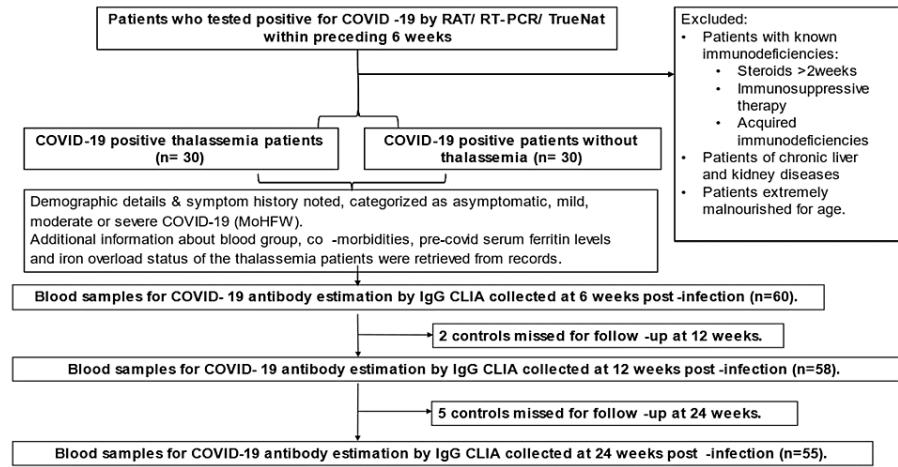 Patients who tested positive for COVID -19 by RAT/ RT-PCR/ TrueNat
within preceding 6 weeks
Excluded:
• Patients with known
immunodeficiencies:
• Steroids >2weeks
• Immunosuppressive
therapy
• Acquired
immunodeficiencies
• Patients of chronic liver
and kidney diseases
• Patients extremely
malnourished for age.
COVID-19 positive thalassemia patients
(n= 30)
COVID-19 positive patients without
thalassemia (n= 30)
Demographic details & symptom history noted, categorized as asymptomatic, mild,
moderate or severe COVID-19 (MoHFW).
Additional information about blood group, co -morbidities, pre-covid serum ferritin levels
and iron overload status of the thalassemia patients were retrieved from records.
Blood samples for COVID- 19 antibody estimation by IgG CLIA collected at 6 weeks post -infection (n=60).
2 controls missed for follow -up at 12 weeks.
Blood samples for COVID- 19 antibody estimation by IgG CLIA collected at 12 weeks post -infection (n=58).
5 controls missed for follow -up at 24 weeks.
Blood samples for COVID-19 antibody estimation by IgG CLIA collected at 24 weeks post -infection (n=55).